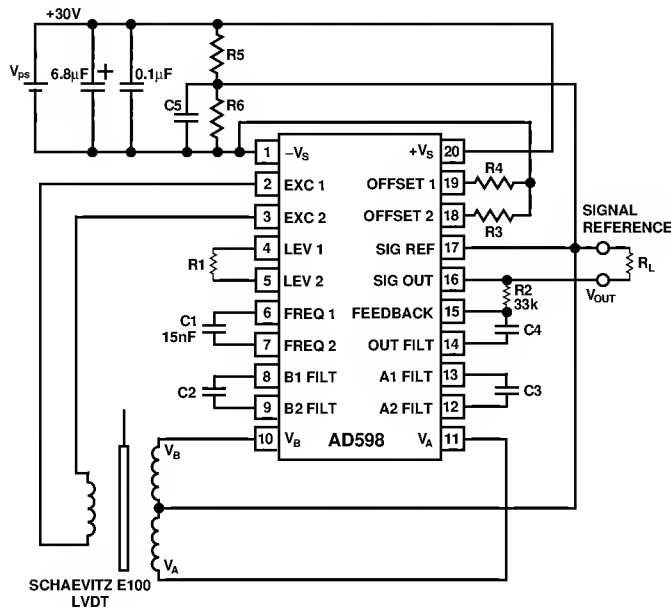 +30V
Vps
6.8µF
+
0.1µF
R5
C5
R6
1
–VS
+VS
20
2
EXC 1
OFFSET 1
19
R4
3
EXC 2
OFFSET 2
18
R3
SIGNAL
REFERENCE
4
LEV 1
SIG REF
17
R1
RL
5
LEV 2
SIG OUT
16
VOUT
R2
33k
6
FREQ 1
FEEDBACK
15
C1
15nF
C4
7
FREQ 2
OUT FILT
14
8
B1 FILT
A1 FILT
13
C2
C3
9
B2 FILT
A2 FILT
12
10
VB
AD598
VA
11
VB
VA
SCHAEVITZ E100
LVDT